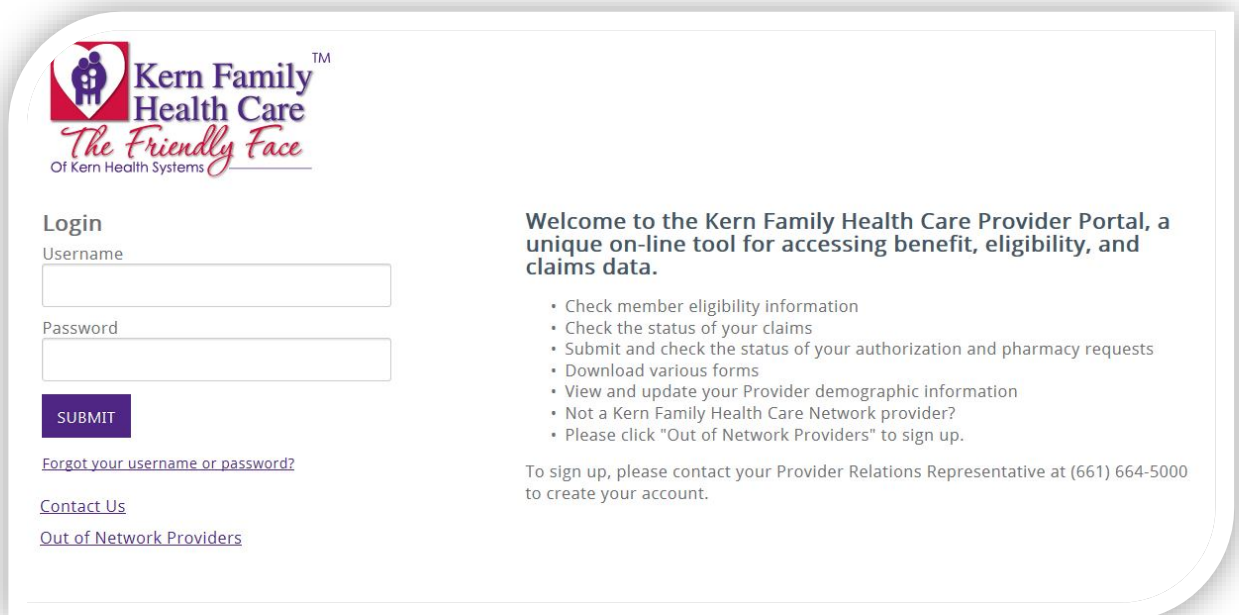 Kern Family™
Health Care
The Friendly Face
Of Kern Health Systems
Login
Username
Password
SUBMIT
Forgot your username or password?
Contact Us
Out of Network Providers
Welcome to the Kern Family Health Care Provider Portal, a
unique on-line tool for accessing benefit, eligibility, and
claims data.
• Check member eligibility information
• Check the status of your claims
• Submit and check the status of your authorization and pharmacy requests
• Download various forms
• View and update your Provider demographic information
• Not a Kern Family Health Care Network provider?
• Please click "Out of Network Providers" to sign up.
To sign up, please contact your Provider Relations Representative at (661) 664-5000
to create your account.